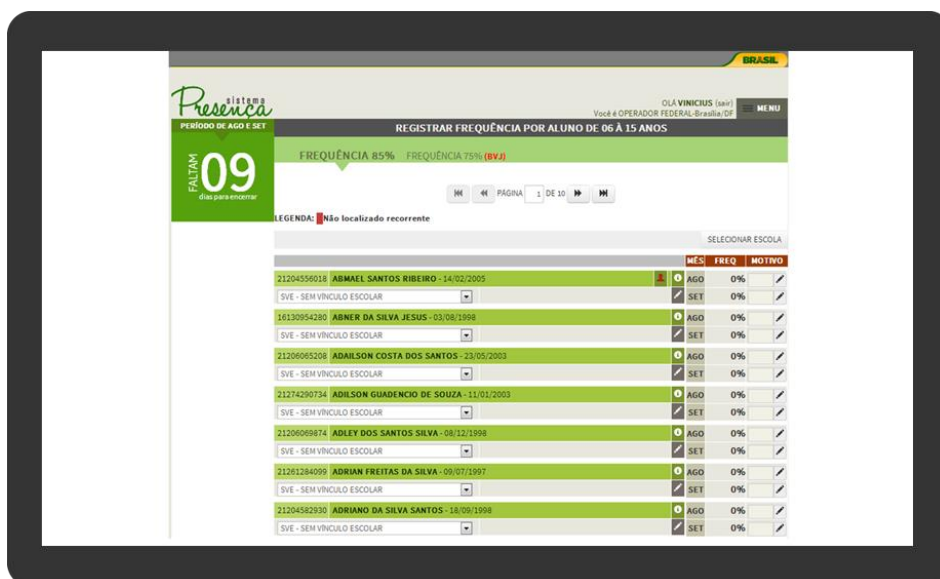 BRASIL
sistema
Presença
OLÁ VINICIUS (sair)
Você é OPERADOR FEDERAL-Brasília/DF
MENU
PERÍODO DE AGO E SET
REGISTRAR FREQUÊNCIA POR ALUNO DE 06 À 15 ANOS
FALTAM
09
dias para encerrar
FREQUÊNCIA 85% FREQUÊNCIA 75% (BVJ)
PÁGINA 1 DE 10
LEGENDA: Não localizado recorrente
SELECIONAR ESCOLA
MÊS FREQ MOTIVO
21204556018 ABMAEL SANTOS RIBEIRO - 14/02/2005 AGO 0%
SVE - SEM VÍNCULO ESCOLAR SET 0%
16130954280 ABNER DA SILVA JESUS - 03/08/1998 AGO 0%
SVE - SEM VÍNCULO ESCOLAR SET 0%
21206065208 ADAILSON COSTA DOS SANTOS - 23/05/2003 AGO 0%
SVE - SEM VÍNCULO ESCOLAR SET 0%
21274290734 ADILSON GUADENCIO DE SOUZA - 11/01/2003 AGO 0%
SVE - SEM VÍNCULO ESCOLAR SET 0%
21206069874 ADLEY DOS SANTOS SILVA - 08/12/1998 AGO 0%
SVE - SEM VÍNCULO ESCOLAR SET 0%
21261284099 ADRIAN FREITAS DA SILVA - 09/07/1997 AGO 0%
SVE - SEM VÍNCULO ESCOLAR SET 0%
21204582930 ADRIANO DA SILVA SANTOS - 18/09/1998 AGO 0%
SVE - SEM VÍNCULO ESCOLAR SET 0%